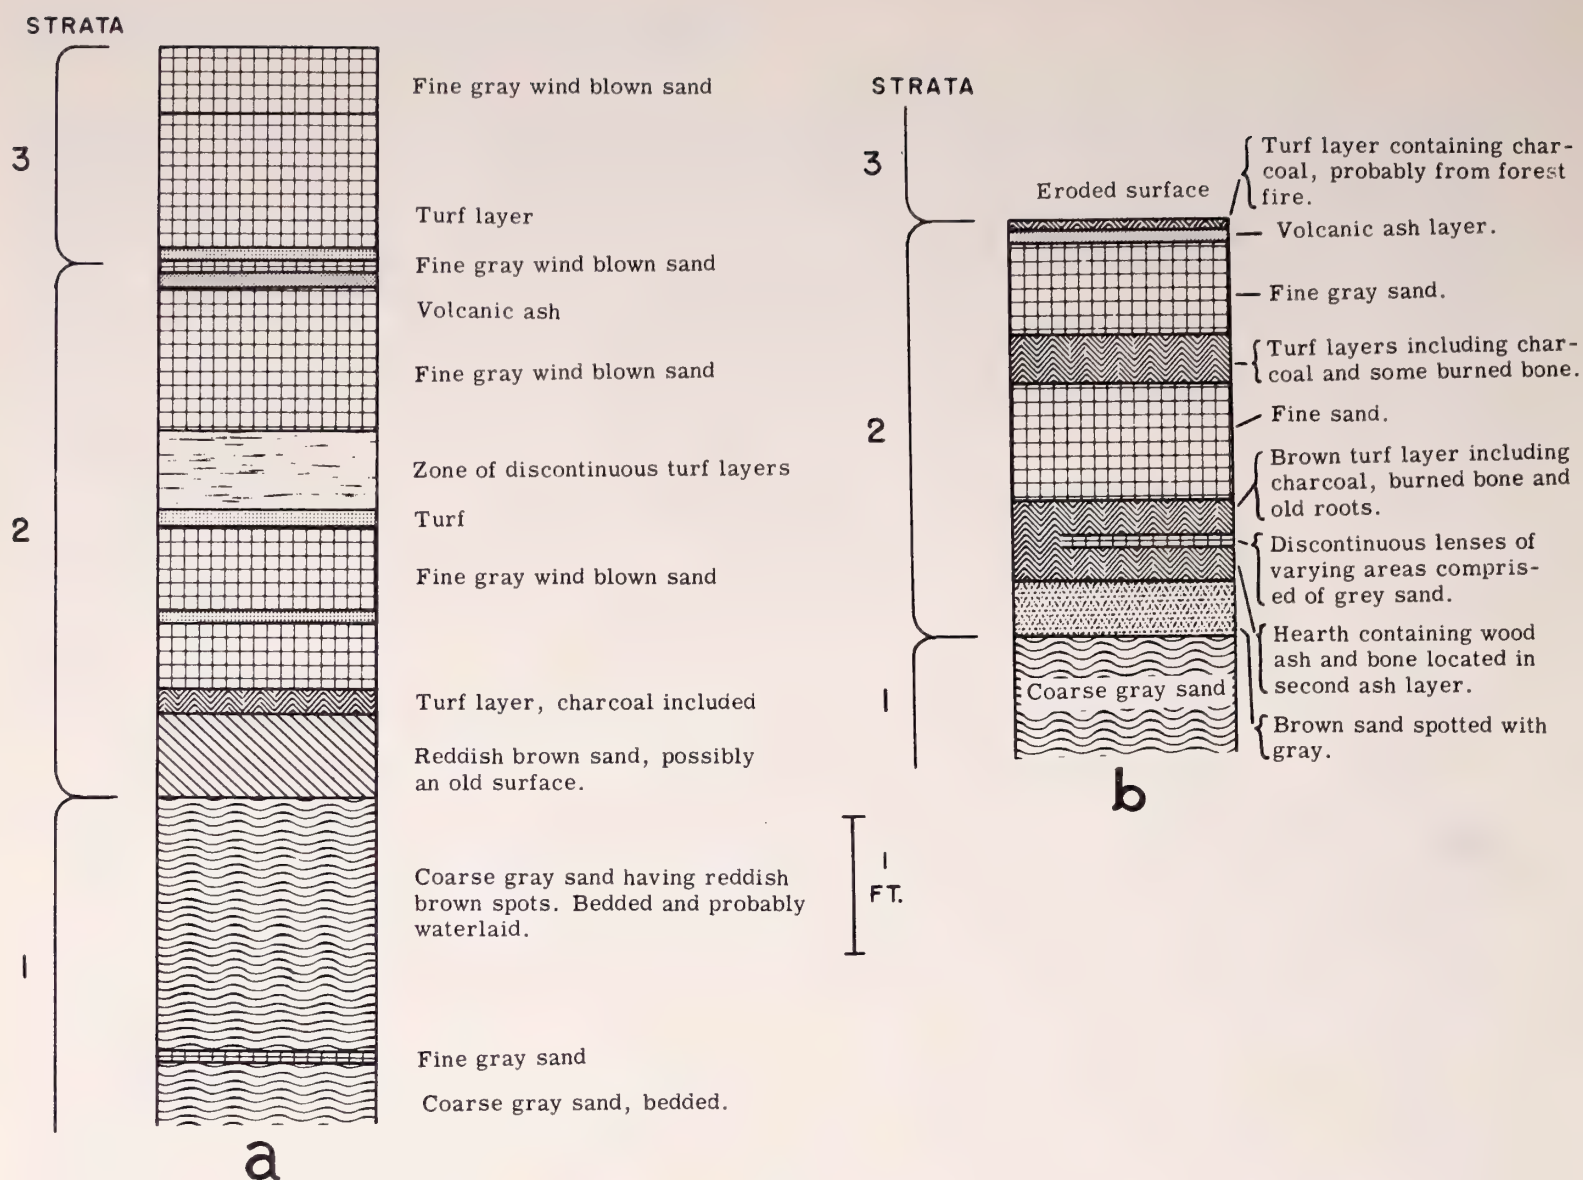 STRATA
3
2
1
Fine gray wind blown sand
Turf layer
Fine gray wind blown sand
Volcanic ash
Fine gray wind blown sand
Zone of discontinuous turf layers
Turf
Fine gray wind blown sand
Turf layer, charcoal included
Reddish brown sand, possibly
an old surface.
Coarse gray sand having reddish
brown spots. Bedded and probably
waterlaid.
Fine gray sand
Coarse gray sand, bedded.
a
1
FT.
STRATA
3
2
1
Eroded surface
Turf layer containing char-
coal, probably from forest
fire.
Volcanic ash layer.
Fine gray sand.
Turf layers including char-
coal and some burned bone.
Fine sand.
Brown turf layer including
charcoal, burned bone and
old roots.
Discontinuous lenses of
varying areas compris-
ed of grey sand.
Hearth containing wood
ash and bone located in
second ash layer.
Coarse gray sand
Brown sand spotted with
gray.
b